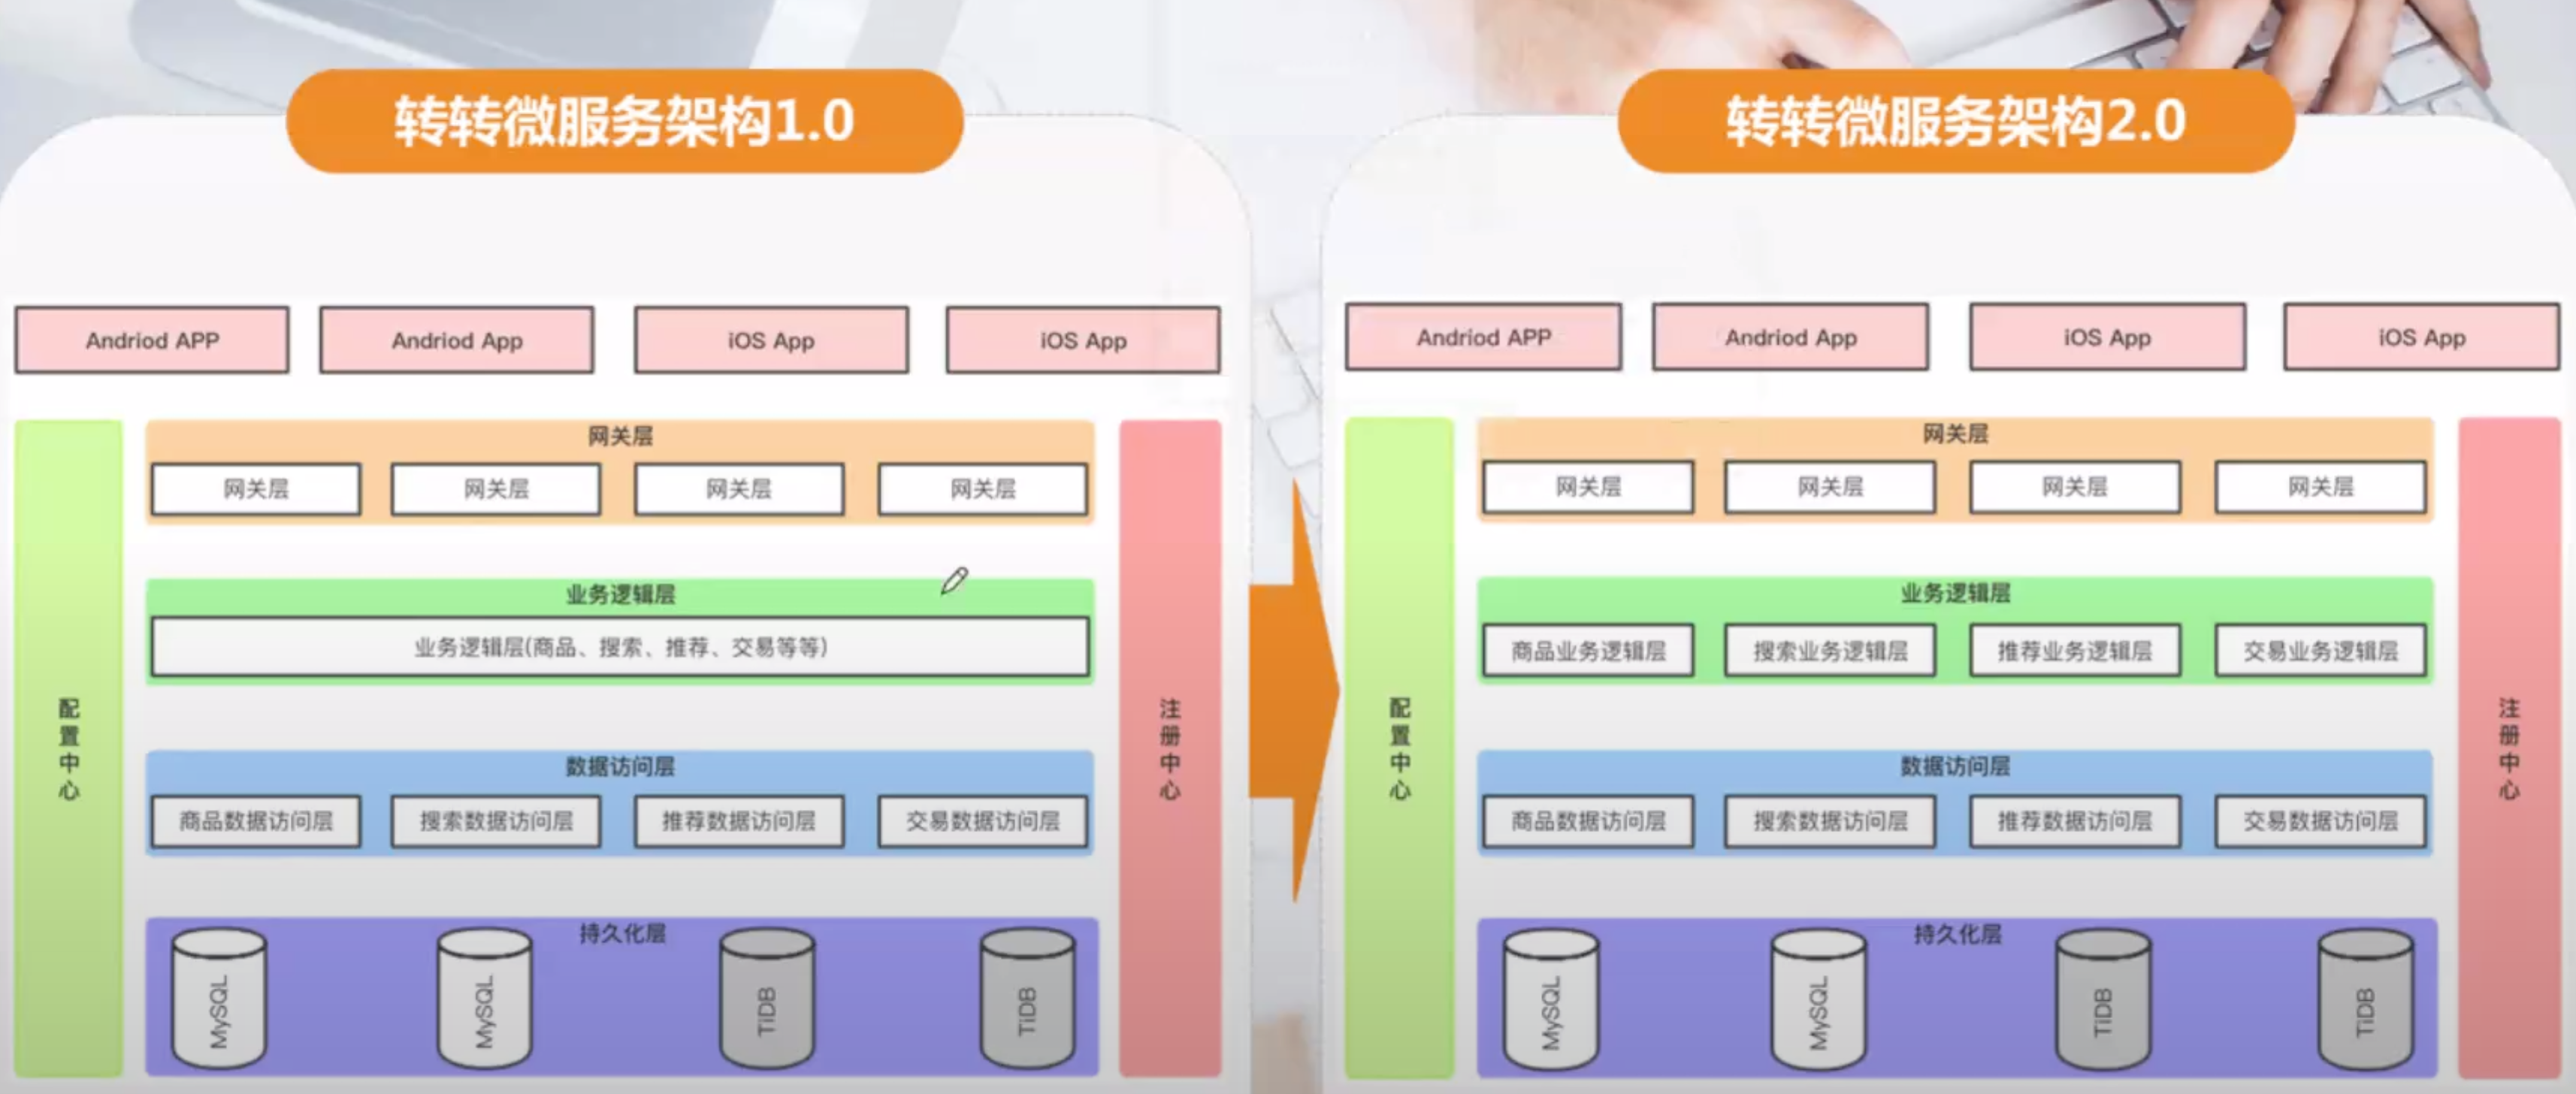 转转微服务架构1.0
Andriod APP
Andriod App
iOS App
iOS App
配置中心
网关层
网关层
网关层
网关层
网关层
业务逻辑层
业务逻辑层(商品、搜索、推荐、交易等等)
数据访问层
商品数据访问层
搜索数据访问层
推荐数据访问层
交易数据访问层
持久化层
MySQL
MySQL
TiDB
TiDB
注册中心
转转微服务架构2.0
Andriod APP
Andriod App
iOS App
iOS App
配置中心
网关层
网关层
网关层
网关层
网关层
业务逻辑层
商品业务逻辑层
搜索业务逻辑层
推荐业务逻辑层
交易业务逻辑层
数据访问层
商品数据访问层
搜索数据访问层
推荐数据访问层
交易数据访问层
持久化层
MySQL
MySQL
TiDB
TiDB
注册中心